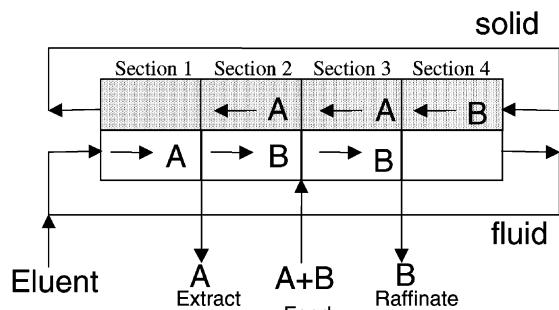 solid
Section 1 Section 2 Section 3 Section 4
A A B
A B B
fluid
Eluent A A+B B
Extract Raffinate